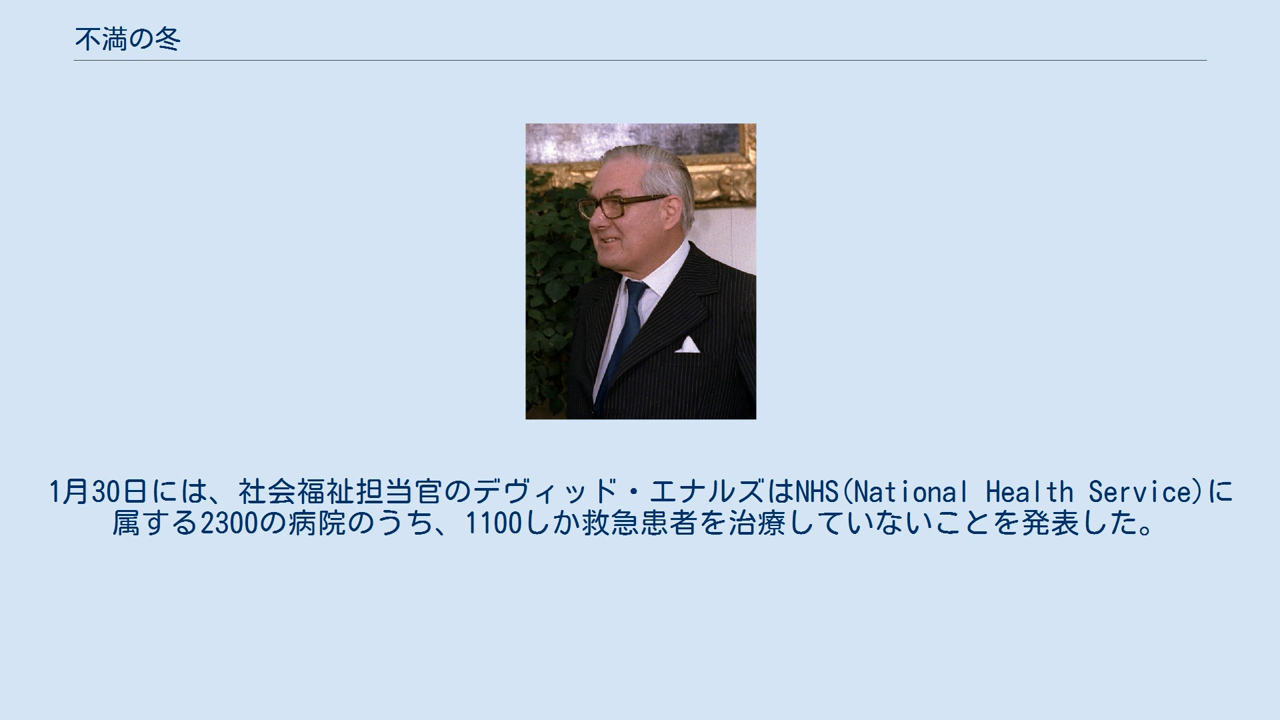 不満の冬
1月30日には、社会福祉担当官のデヴィッド・エナルズはNHS(National Health Service)に
属する2300の病院のうち、1100しか救急患者を治療していないことを発表した。